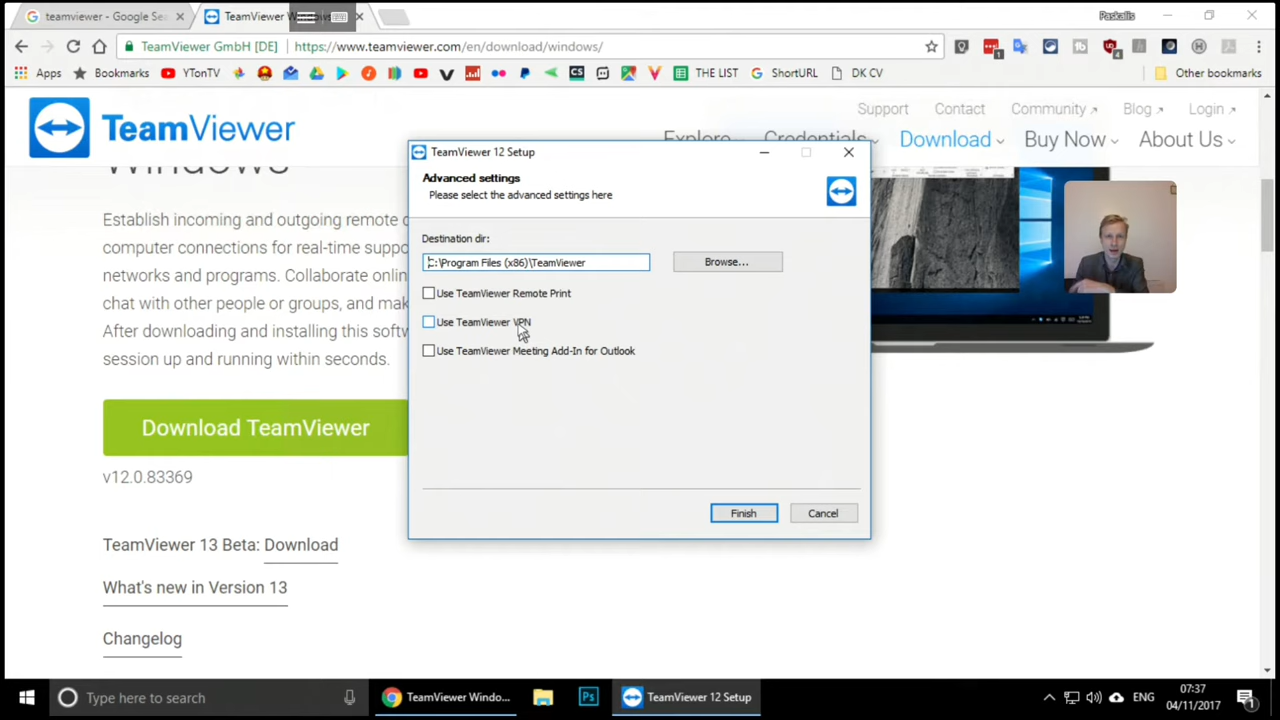 teamviewer - Google Se
TeamViewer Windo
Paskalis
TeamViewer GmbH [DE]
https://www.teamviewer.com/en/download/windows/
Apps
Bookmarks
YTonTV
THE LIST
ShortURL
DK CV
Other bookmarks
Support
Contact
Community
Blog
Login
TeamViewer
Explore
Credentials
Download
Buy Now
About Us
Windows
Establish incoming and outgoing remote
computer connections for real-time suppo
networks and programs. Collaborate onli
chat with other people or groups, and mak
After downloading and installing this softw
session up and running within seconds.
Download TeamViewer
v12.0.83369
TeamViewer 13 Beta: Download
What's new in Version 13
Changelog
TeamViewer 12 Setup
Advanced settings
Please select the advanced settings here
Destination dir:
C:\Program Files (x86)\TeamViewer
Browse...
Use TeamViewer Remote Print
Use TeamViewer VPN
Use TeamViewer Meeting Add-In for Outlook
Finish
Cancel
Type here to search
TeamViewer Windo...
Ps
TeamViewer 12 Setup
ENG
07:37
04/11/2017